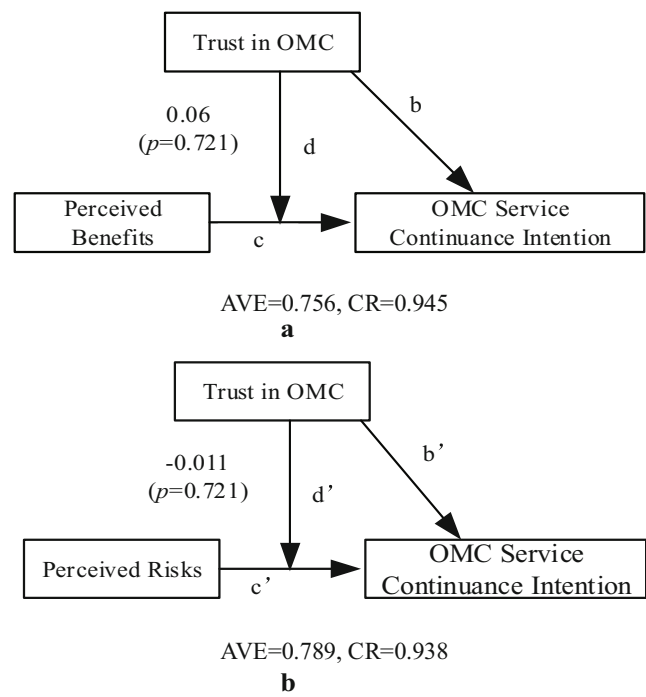 Trust in OMC
0.06
(p=0.721)
d
b
Perceived
Benefits
c
OMC Service
Continuance Intention
AVE=0.756, CR=0.945
a
Trust in OMC
-0.011
(p=0.721)
d’
b’
Perceived Risks
c’
OMC Service
Continuance Intention
AVE=0.789, CR=0.938
b